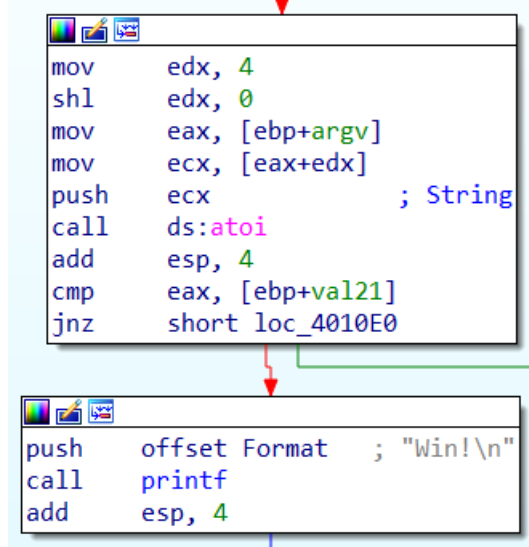 mov edx, 4
shl edx, 0
mov eax, [ebp+argv]
mov ecx, [eax+edx]
push ecx ; String
call ds:atoi
add esp, 4
cmp eax, [ebp+val21]
jnz short loc_4010E0
push offset Format ; "Win!\n"
call printf
add esp, 4